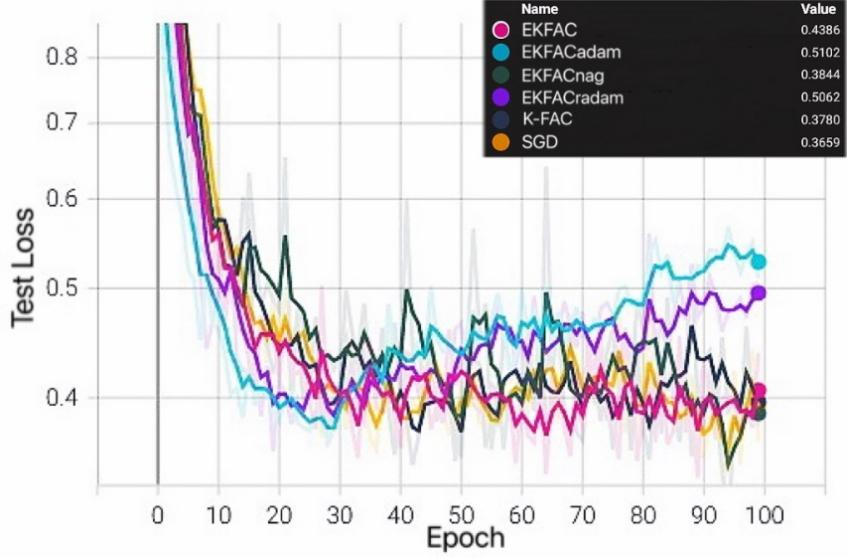 Name Value
EKFAC 0.4386
EKFACadam 0.5102
EKFACnag 0.3844
EKFACradam 0.5062
K-FAC 0.3780
SGD 0.3659
0.8
0.7
0.6
0.5
0.4
Test Loss
0 10 20 30 40 50 60 70 80 90 100
Epoch